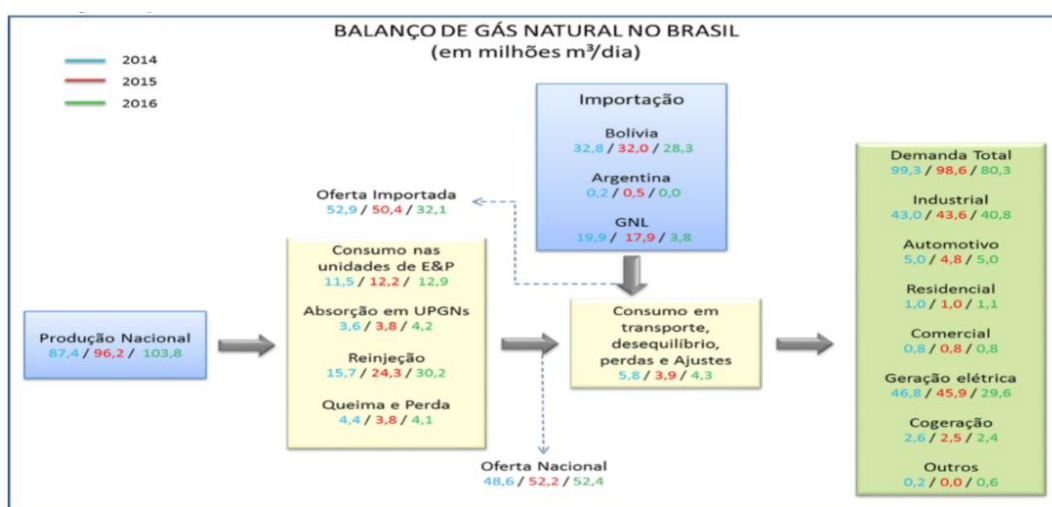 BALANÇO DE GÁS NATURAL NO BRASIL
(em milhões m³/dia)
2014
2015
2016
Importação
Bolívia
32,8 / 32,0 / 28,3
Argentina
0,2 / 0,5 / 0,0
GNL
19,9 / 17,9 / 3,8
Oferta Importada
52,9 / 50,4 / 32,1
Produção Nacional
87,4 / 96,2 / 103,8
Consumo nas
unidades de E&P
11,5 / 12,2 / 12,9
Absorção em UPGNs
3,6 / 3,8 / 4,2
Reinjeção
15,7 / 24,3 / 30,2
Queima e Perda
4,4 / 3,8 / 4,1
Oferta Nacional
48,6 / 52,2 / 52,4
Consumo em
transporte,
desequilíbrio,
perdas e Ajustes
5,8 / 3,9 / 4,3
Demanda Total
99,3 / 98,6 / 80,3
Industrial
43,0 / 43,6 / 40,8
Automotivo
5,0 / 4,8 / 5,0
Residencial
1,0 / 1,0 / 1,1
Comercial
0,8 / 0,8 / 0,8
Geração elétrica
46,8 / 45,9 / 29,6
Cogeração
2,6 / 2,5 / 2,4
Outros
0,2 / 0,0 / 0,6